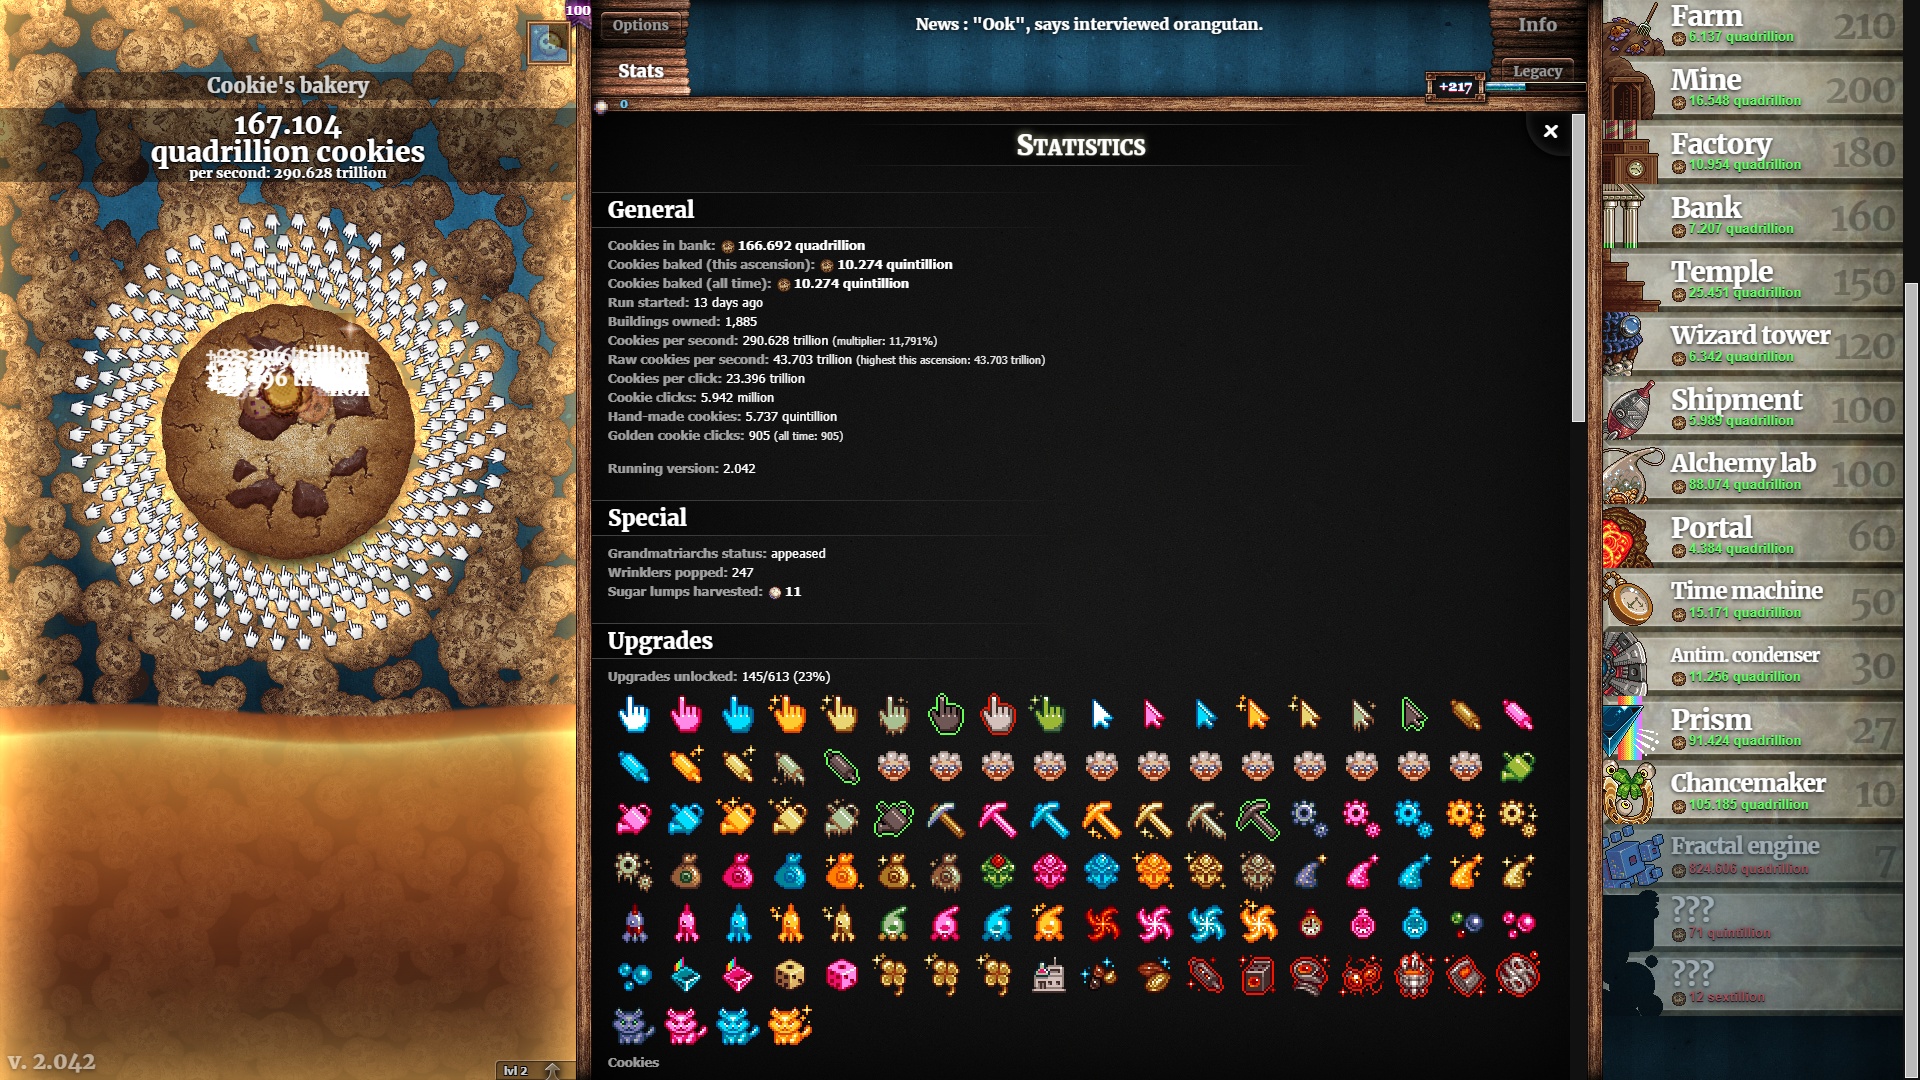 100
Cookie's bakery
167.104
quadrillion cookies
per second: 290.628 trillion
v. 2.042
lvl 2
Options
Stats
News : "Ook", says interviewed orangutan.
Info
Legacy
+217
0
Statistics
General
Cookies in bank: 166.692 quadrillion
Cookies baked (this ascension): 10.274 quintillion
Cookies baked (all time): 10.274 quintillion
Run started: 13 days ago
Buildings owned: 1,885
Cookies per second: 290.628 trillion (multiplier: 11,791%)
Raw cookies per second: 43.703 trillion (highest this ascension: 43.703 trillion)
Cookies per click: 23.396 trillion
Cookie clicks: 5.942 million
Hand-made cookies: 5.737 quintillion
Golden cookie clicks: 905 (all time: 905)
Running version: 2.042
Special
Grandmatriarchs status: appeased
Wrinklers popped: 247
Sugar lumps harvested: 11
Upgrades
Upgrades unlocked: 145/613 (23%)
Cookies
Farm 210
6.137 quadrillion
Mine 200
16.548 quadrillion
Factory 180
10.954 quadrillion
Bank 160
7.207 quadrillion
Temple 150
25.451 quadrillion
Wizard tower 120
6.342 quadrillion
Shipment 100
5.989 quadrillion
Alchemy lab 100
88.074 quadrillion
Portal 60
4.384 quadrillion
Time machine 50
15.171 quadrillion
Antim. condenser 30
11.256 quadrillion
Prism 27
91.424 quadrillion
Chancemaker 10
105.185 quadrillion
Fractal engine 7
824.606 quadrillion
???
71 quintillion
???
12 sextillion